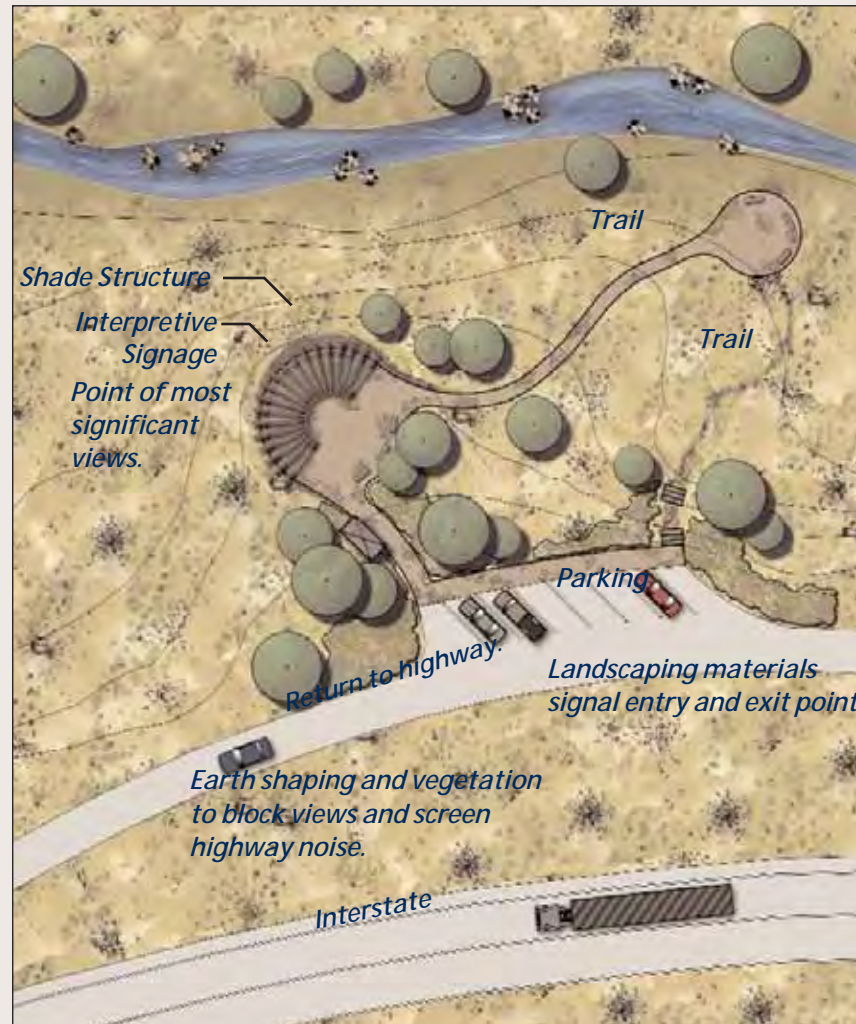 Trail
Shade Structure
Interpretive
Signage
Trail
Point of most
significant
views.
Parking
Return to highway.
Landscaping materials
signal entry and exit point
Earth shaping and vegetation
to block views and screen
highway noise.
Interstate